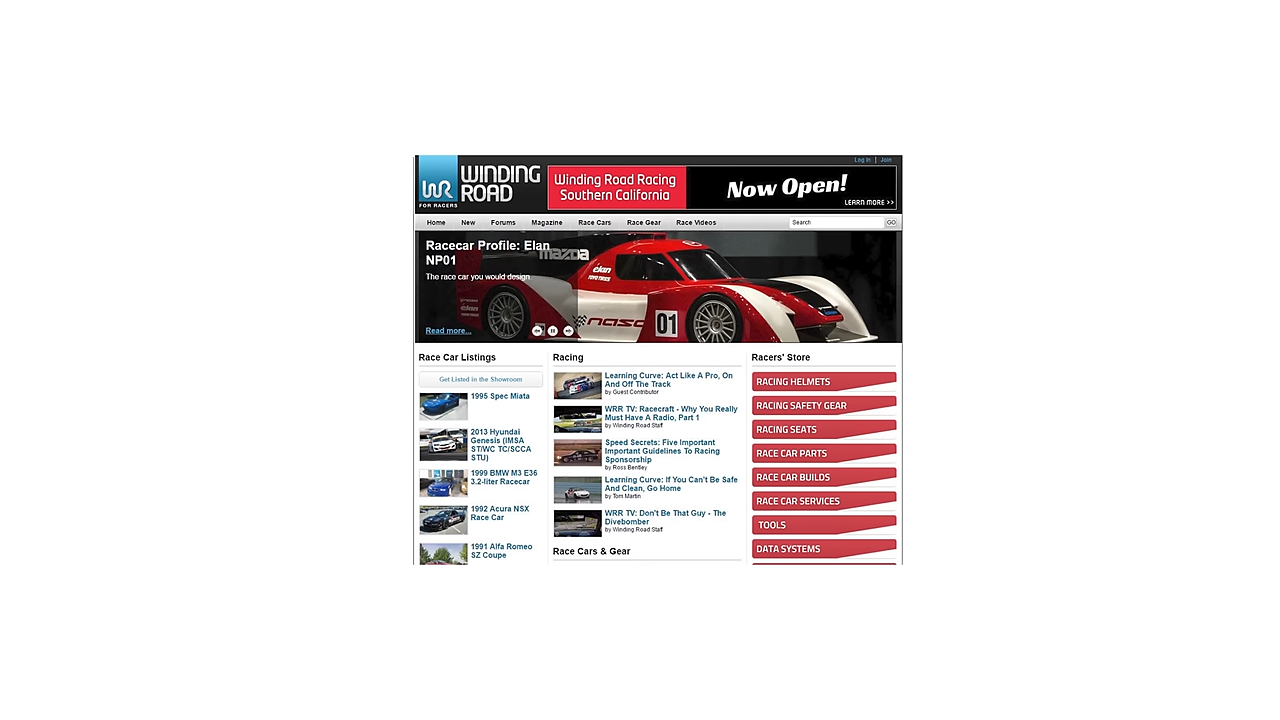 Log In | Join
WR
FOR RACERS
WINDING
ROAD
Winding Road Racing
Southern California
Now Open!
LEARN MORE >>
Home New Forums Magazine Race Cars Race Gear Race Videos
Search GO
Racecar Profile: Elan
NP01
The race car you would design
Read more...
mazda
elan
nasa
01
Race Car Listings
Get Listed in the Showroom
1995 Spec Miata
2013 Hyundai
Genesis (IMSA
ST/WC TC/SCCA
STU)
1999 BMW M3 E36
3.2-liter Racecar
1992 Acura NSX
Race Car
1991 Alfa Romeo
SZ Coupe
Racing
Learning Curve: Act Like A Pro, On
And Off The Track
by Guest Contributor
WRR TV: Racecraft - Why You Really
Must Have A Radio, Part 1
by Winding Road Staff
Speed Secrets: Five Important
Important Guidelines To Racing
Sponsorship
by Ross Bentley
Learning Curve: If You Can't Be Safe
And Clean, Go Home
by Tom Martin
WRR TV: Don't Be That Guy - The
Divebomber
by Winding Road Staff
Race Cars & Gear
Racers' Store
RACING HELMETS
RACING SAFETY GEAR
RACING SEATS
RACE CAR PARTS
RACE CAR BUILDS
RACE CAR SERVICES
TOOLS
DATA SYSTEMS